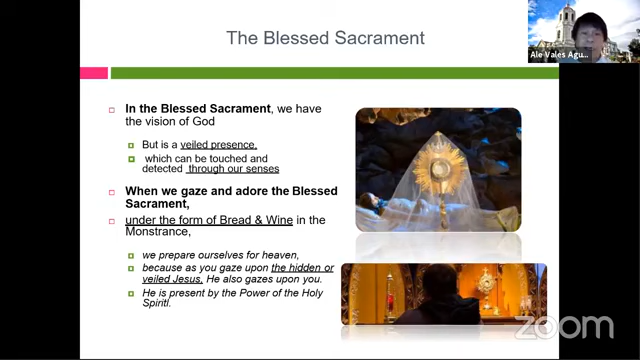 The Blessed Sacrament
Ale Vales Agu...
In the Blessed Sacrament, we have
the vision of God
But is a veiled presence,
which can be touched and
detected through our senses
When we gaze and adore the Blessed
Sacrament,
under the form of Bread & Wine in the
Monstrance,
we prepare ourselves for heaven,
because as you gaze upon the hidden or
veiled Jesus, He also gazes upon you.
He is present by the Power of the Holy
Spiritl.
zoom